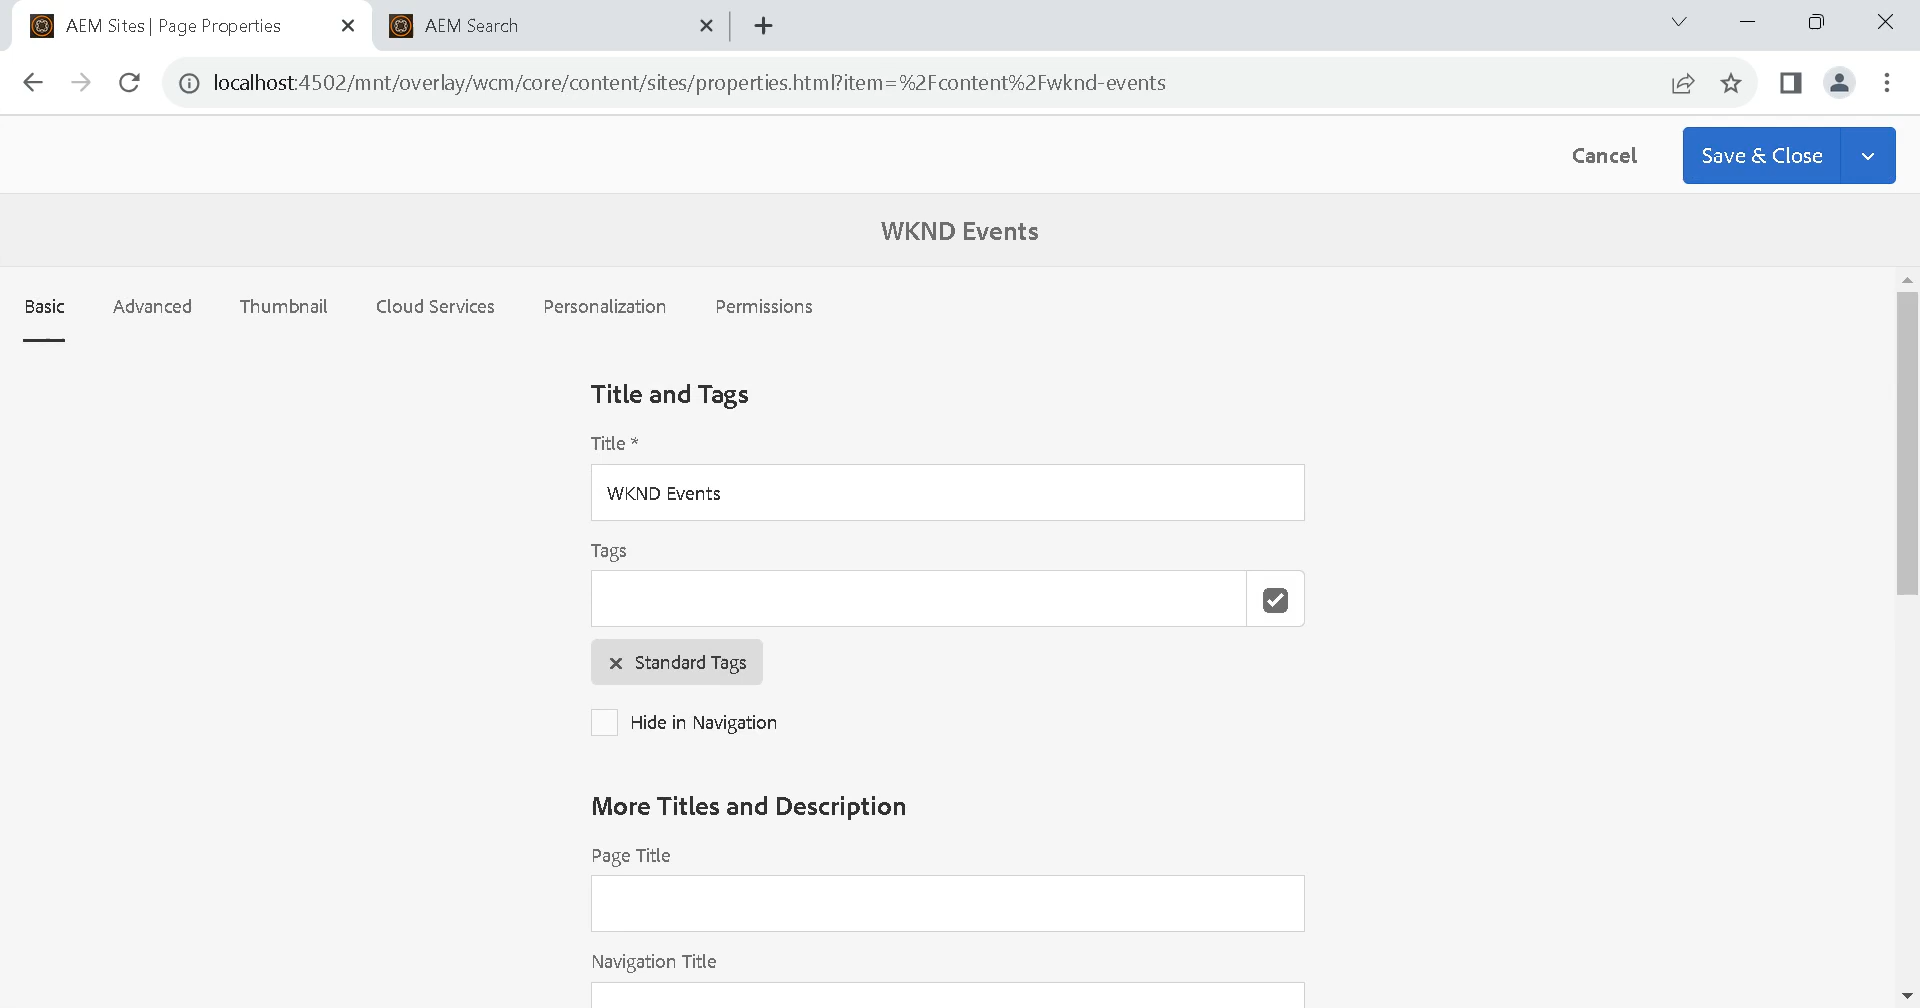 AEM Sites | Page Properties
AEM Search
localhost:4502/mnt/overlay/wcm/core/content/sites/properties.html?item=%2Fcontent%2Fwknd-events
Cancel
Save & Close
WKND Events
Basic
Advanced
Thumbnail
Cloud Services
Personalization
Permissions
Title and Tags
Title *
WKND Events
Tags
Standard Tags
Hide in Navigation
More Titles and Description
Page Title
Navigation Title